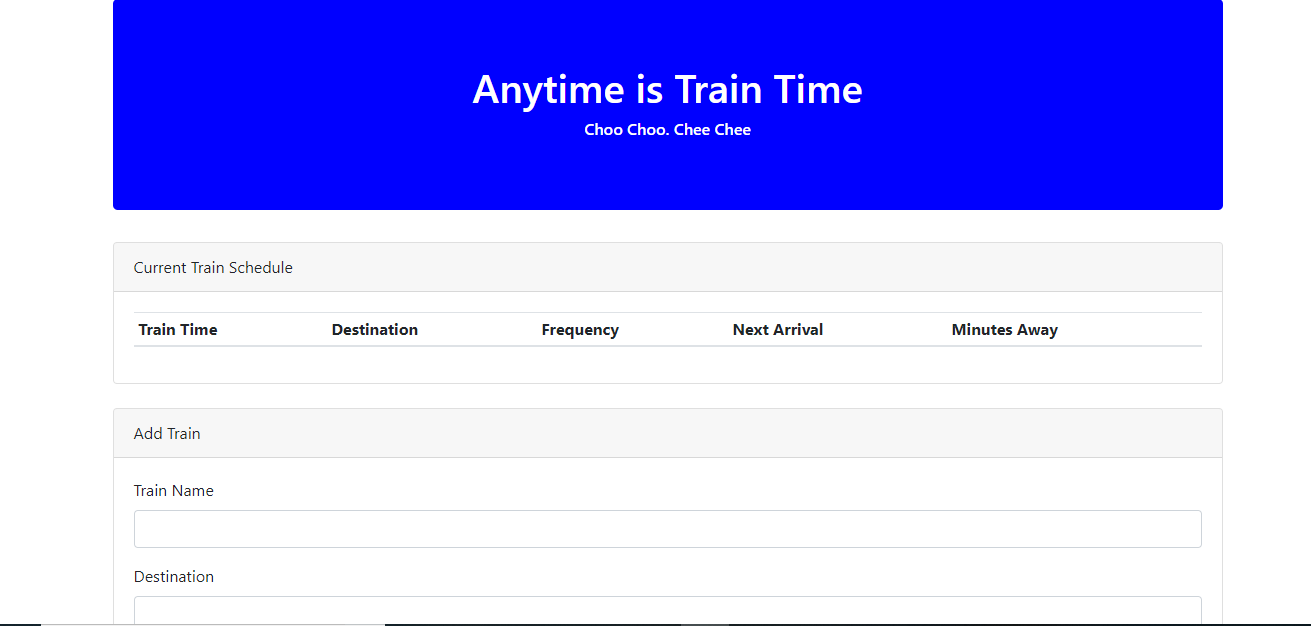 Anytime is Train Time
Choo Choo. Chee Chee
Current Train Schedule
Train Time Destination Frequency Next Arrival Minutes Away
Add Train
Train Name
Destination